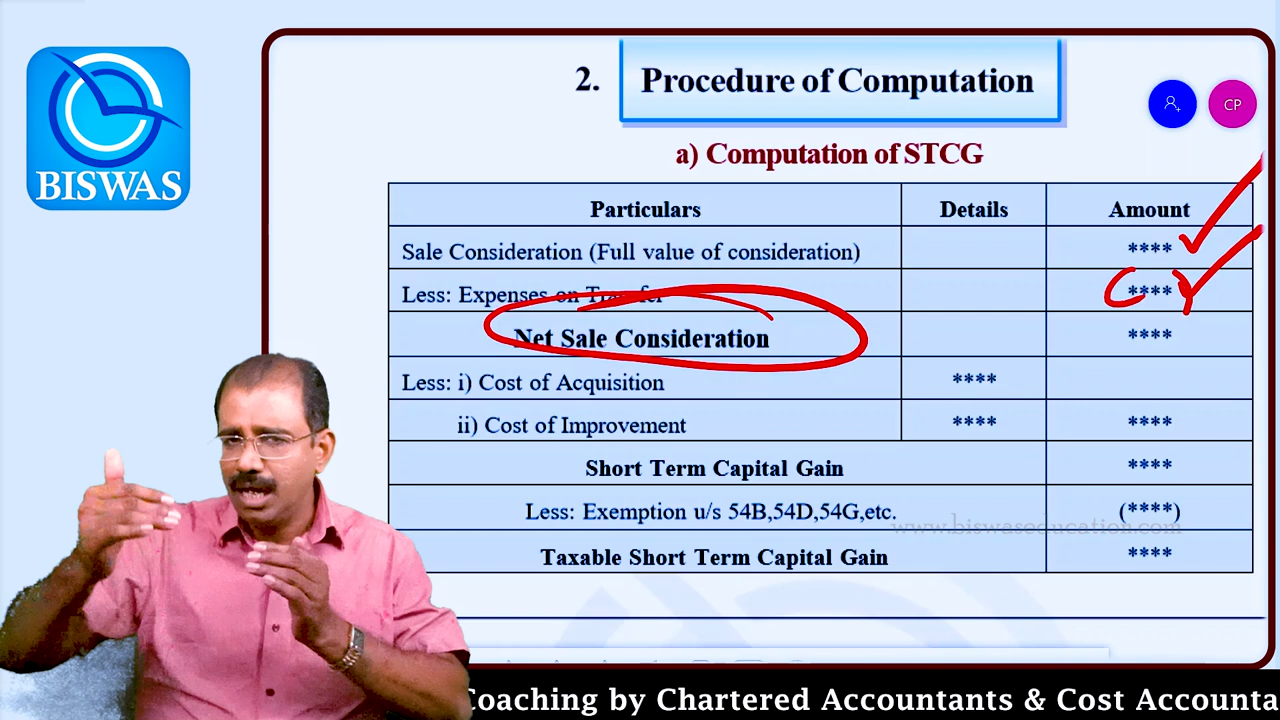 BISWAS
2. Procedure of Computation
CP
a) Computation of STCG
Particulars Details Amount
Sale Consideration (Full value of consideration) ****
Less: Expenses on Transfer ****
Net Sale Consideration ****
Less: i) Cost of Acquisition ****
ii) Cost of Improvement **** ****
Short Term Capital Gain ****
Less: Exemption u/s 54B,54D,54G,etc. (****)
www.biswaseducation.com
Taxable Short Term Capital Gain ****
Coaching by Chartered Accountants & Cost Accounta